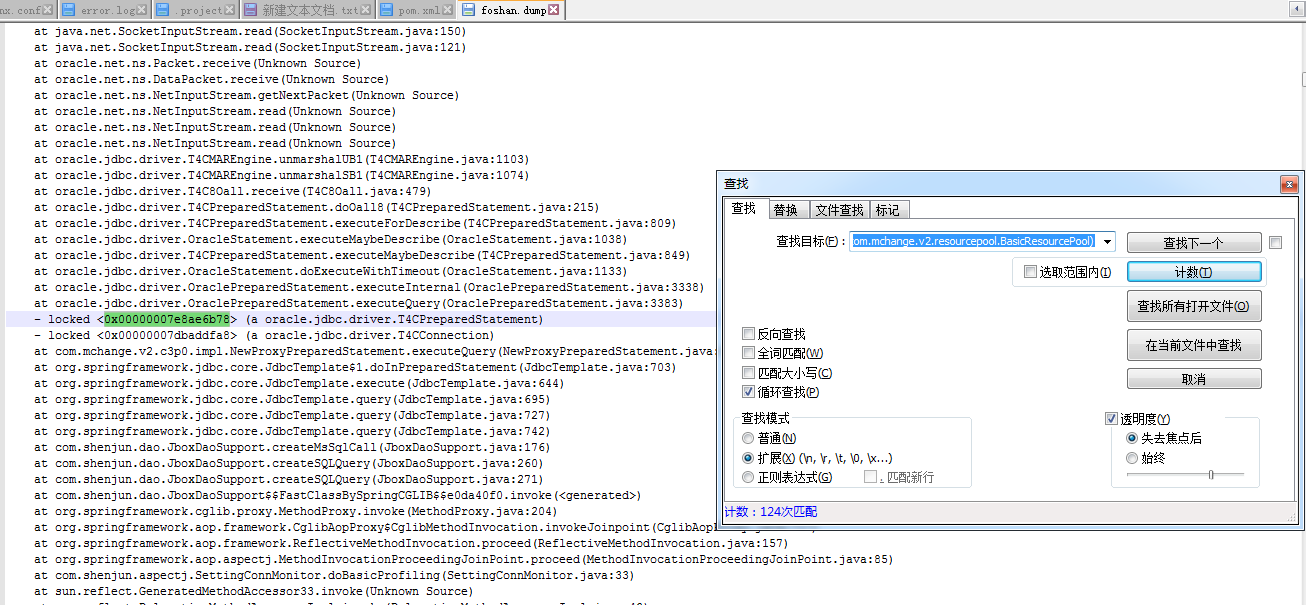 nx.conf error.log .project 新建文本文档.txt pom.xml foshan.dump
at java.net.SocketInputStream.read(SocketInputStream.java:150)
at java.net.SocketInputStream.read(SocketInputStream.java:121)
at oracle.net.ns.Packet.receive(Unknown Source)
at oracle.net.ns.DataPacket.receive(Unknown Source)
at oracle.net.ns.NetInputStream.getNextPacket(Unknown Source)
at oracle.net.ns.NetInputStream.read(Unknown Source)
at oracle.net.ns.NetInputStream.read(Unknown Source)
at oracle.net.ns.NetInputStream.read(Unknown Source)
at oracle.jdbc.driver.T4CMAREngine.unmarshalUB1(T4CMAREngine.java:1103)
at oracle.jdbc.driver.T4CMAREngine.unmarshalSB1(T4CMAREngine.java:1074)
at oracle.jdbc.driver.T4C8Oall.receive(T4C8Oall.java:479)
at oracle.jdbc.driver.T4CPreparedStatement.doOall8(T4CPreparedStatement.java:215)
at oracle.jdbc.driver.T4CPreparedStatement.executeForDescribe(T4CPreparedStatement.java:809)
at oracle.jdbc.driver.OracleStatement.executeMaybeDescribe(OracleStatement.java:1038)
at oracle.jdbc.driver.T4CPreparedStatement.executeMaybeDescribe(T4CPreparedStatement.java:849)
at oracle.jdbc.driver.OracleStatement.doExecuteWithTimeout(OracleStatement.java:1133)
at oracle.jdbc.driver.OraclePreparedStatement.executeInternal(OraclePreparedStatement.java:3338)
at oracle.jdbc.driver.OraclePreparedStatement.executeQuery(OraclePreparedStatement.java:3383)
- locked <0x00000007e8ae6b78> (a oracle.jdbc.driver.T4CPreparedStatement)
- locked <0x00000007dbaddfa8> (a oracle.jdbc.driver.T4CConnection)
at com.mchange.v2.c3p0.impl.NewProxyPreparedStatement.executeQuery(NewProxyPreparedStatement.java:
at org.springframework.jdbc.core.JdbcTemplate$1.doInPreparedStatement(JdbcTemplate.java:703)
at org.springframework.jdbc.core.JdbcTemplate.execute(JdbcTemplate.java:644)
at org.springframework.jdbc.core.JdbcTemplate.query(JdbcTemplate.java:695)
at org.springframework.jdbc.core.JdbcTemplate.query(JdbcTemplate.java:727)
at org.springframework.jdbc.core.JdbcTemplate.query(JdbcTemplate.java:742)
at com.shenjun.dao.JboxDaoSupport.createMsSqlCall(JboxDaoSupport.java:176)
at com.shenjun.dao.JboxDaoSupport.createSQLQuery(JboxDaoSupport.java:260)
at com.shenjun.dao.JboxDaoSupport.createSQLQuery(JboxDaoSupport.java:271)
at com.shenjun.dao.JboxDaoSupport$$FastClassBySpringCGLIB$$e0da40f0.invoke(<generated>)
at org.springframework.cglib.proxy.MethodProxy.invoke(MethodProxy.java:204)
at org.springframework.aop.framework.CglibAopProxy$CglibMethodInvocation.invokeJoinpoint(CglibAopP
at org.springframework.aop.framework.ReflectiveMethodInvocation.proceed(ReflectiveMethodInvocation.java:157)
at org.springframework.aop.aspectj.MethodInvocationProceedingJoinPoint.proceed(MethodInvocationProceedingJoinPoint.java:85)
at com.shenjun.aspectj.SettingConnMonitor.doBasicProfiling(SettingConnMonitor.java:33)
at sun.reflect.GeneratedMethodAccessor33.invoke(Unknown Source)
查找
查找 替换 文件查找 标记
查找目标(F)： om.mchange.v2.resourcepool.BasicResourcePool) 查找下一个
选取范围内(I) 计数(T)
查找所有打开文件(O)
在当前文件中查找
取消
反向查找
全词匹配(W)
匹配大小写(C)
循环查找(P)
查找模式
普通(N)
扩展(X) (\n, \r, \t, \0, \x...)
正则表达式(G) . 匹配新行
透明度(Y)
失去焦点后
始终
计数：124次匹配